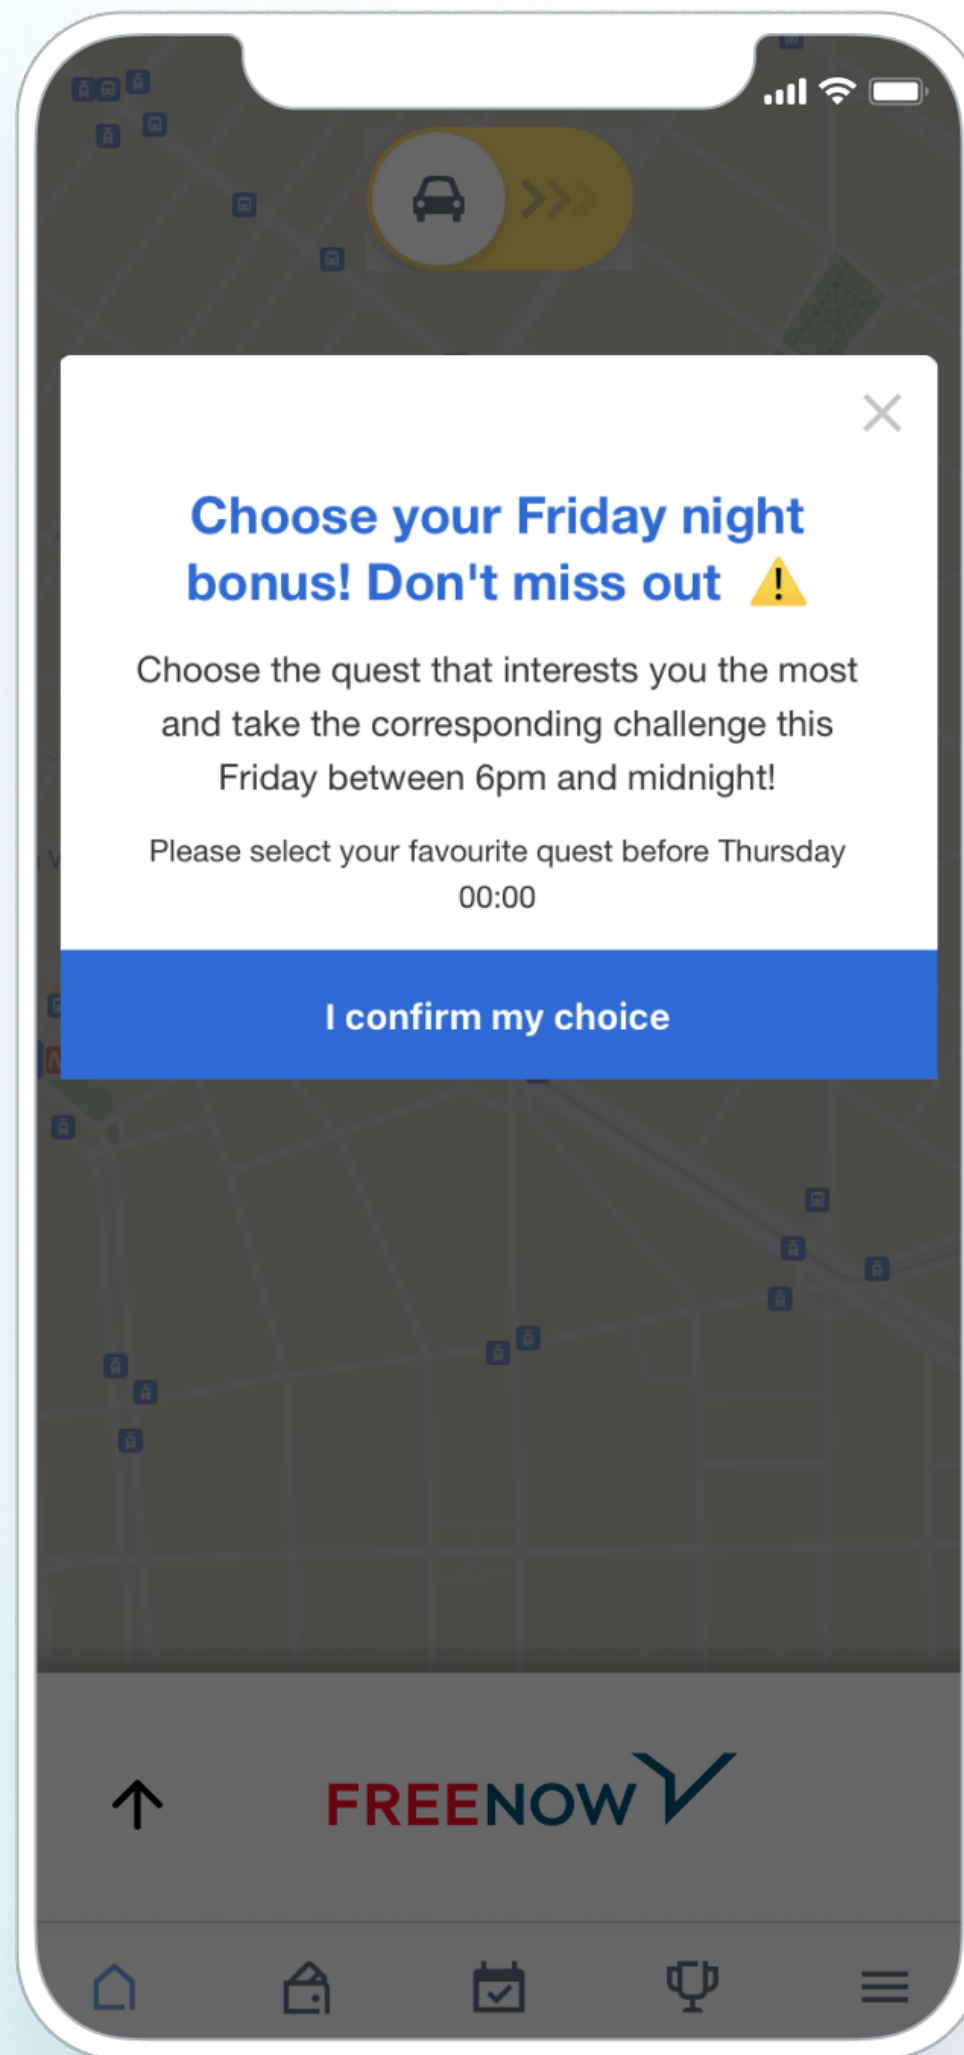 Choose your Friday night
bonus! Don't miss out ⚠️
Choose the quest that interests you the most
and take the corresponding challenge this
Friday between 6pm and midnight!
Please select your favourite quest before Thursday
00:00
I confirm my choice
FREENOW